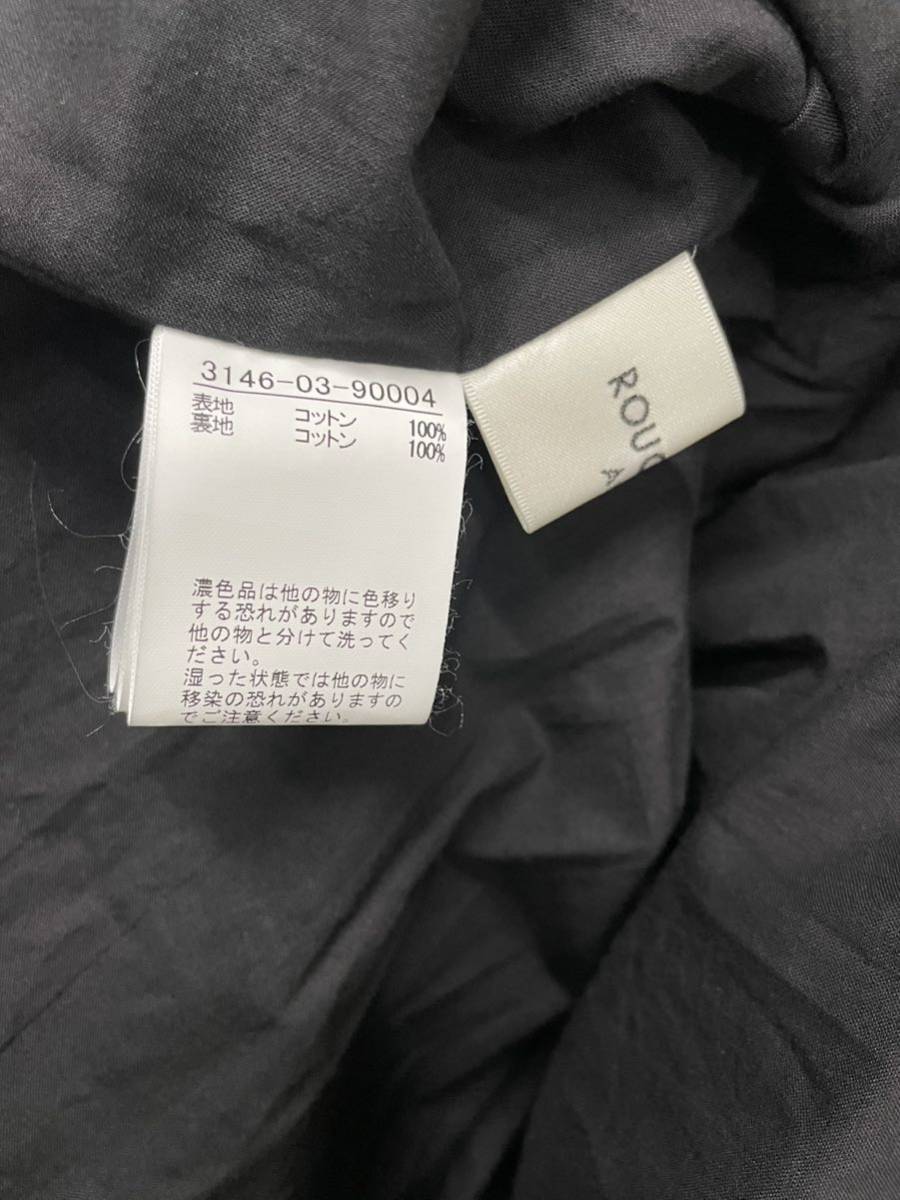 3146-03-90004
表地 コットン 100%
裏地 コットン 100%
濃色品は他の物に色移り
する恐れがありますので
他の物と分けて洗ってく
ださい。
湿った状態では他の物に
移染の恐れがありますの
でご注意ください。
ROU
A